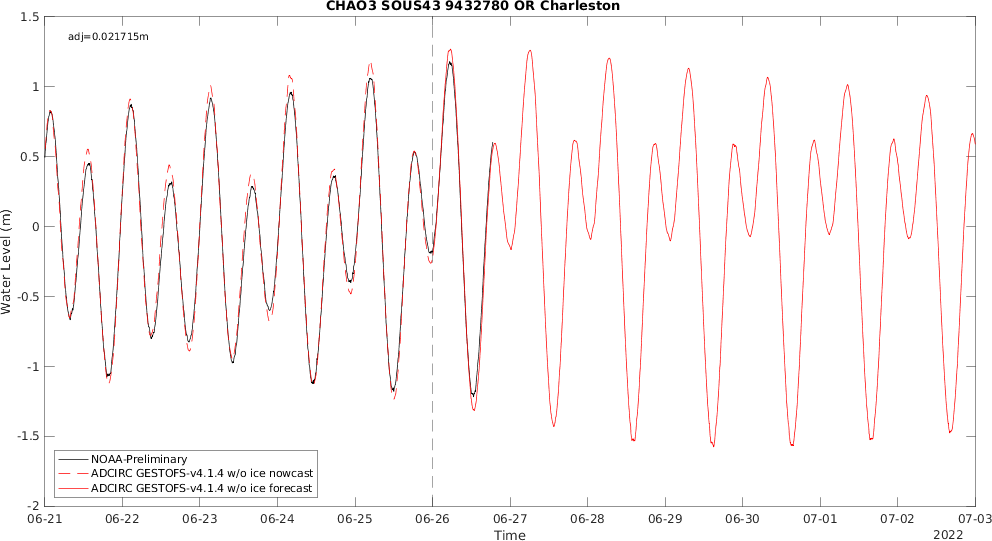 CHAO3 SOUS43 9432780 OR Charleston
adj=0.021715m
Water Level (m)
1.5
1
0.5
0
-0.5
-1
-1.5
-2
NOAA-Preliminary
ADCIRC GESTOFS-v4.1.4 w/o ice nowcast
ADCIRC GESTOFS-v4.1.4 w/o ice forecast
06-21 06-22 06-23 06-24 06-25 06-26 06-27 06-28 06-29 06-30 07-01 07-02 07-03
Time
2022